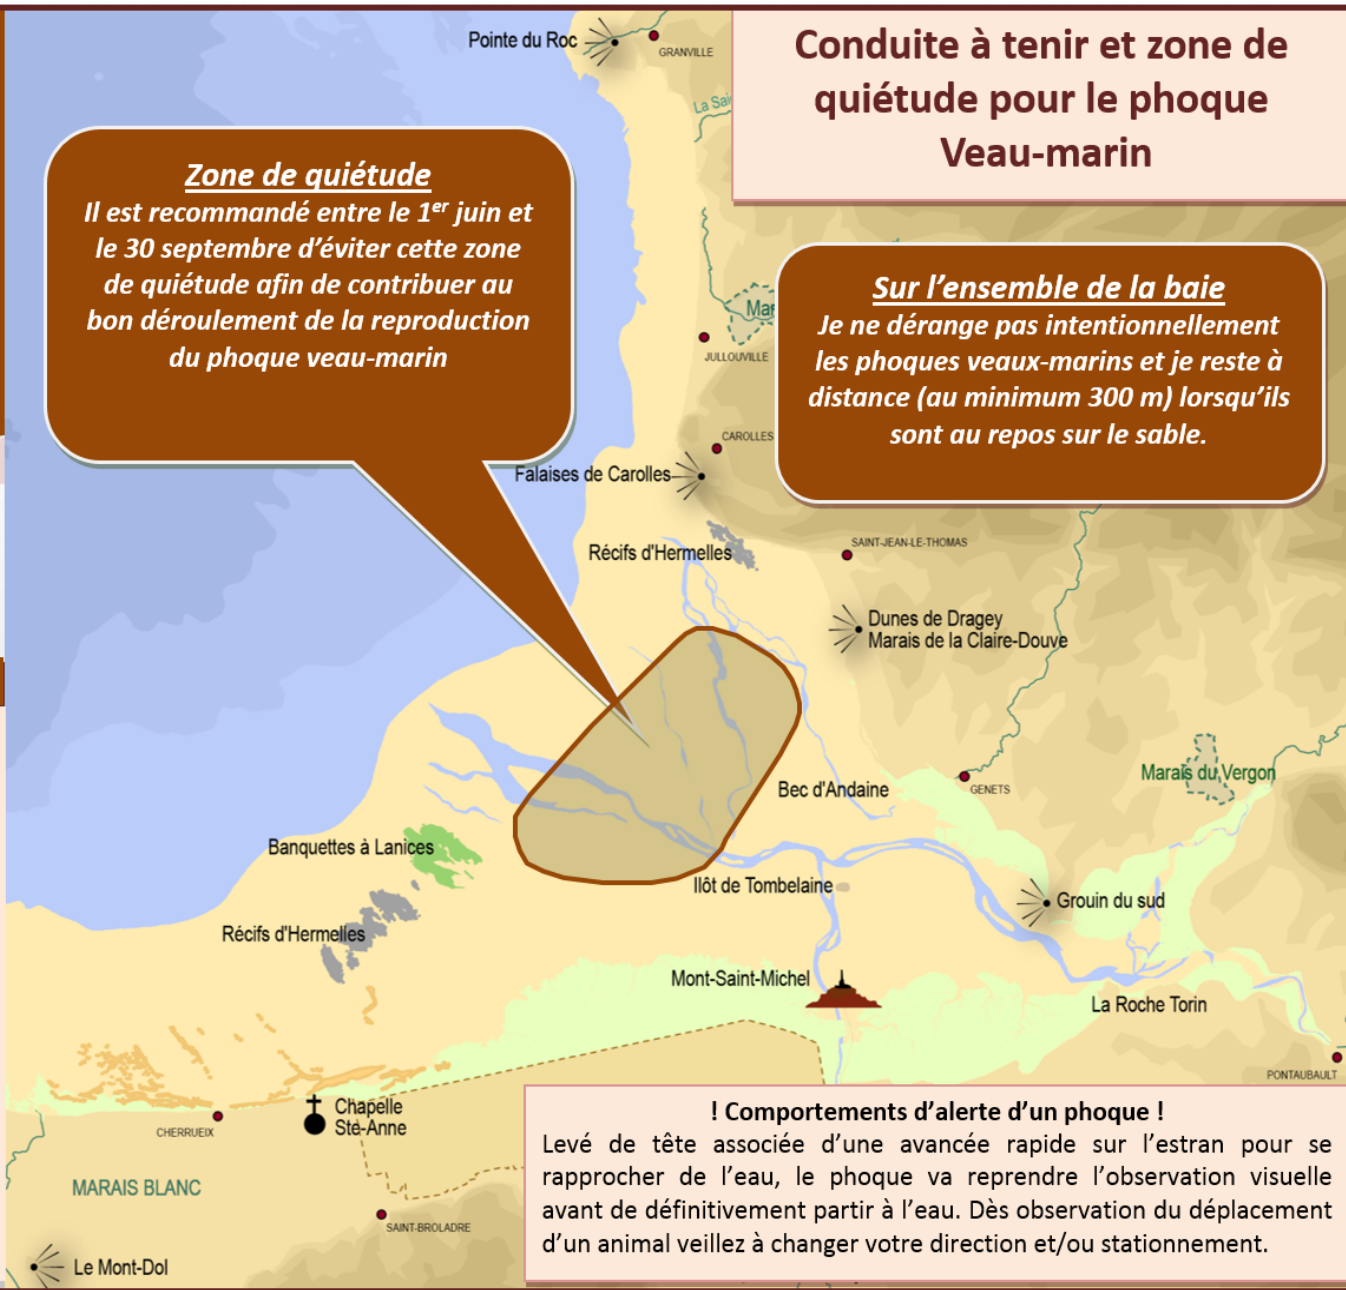 Conduite à tenir et zone de
quiétude pour le phoque
Veau-marin
Pointe du Roc
GRANVILLE
Zone de quiétude
Il est recommandé entre le 1er juin et
le 30 septembre d'éviter cette zone
de quiétude afin de contribuer au
bon déroulement de la reproduction
du phoque veau-marin
Sur l'ensemble de la baie
Je ne dérange pas intentionnellement
les phoques veaux-marins et je reste à
distance (au minimum 300 m) lorsqu'ils
sont au repos sur le sable.
JULLOUVILLE
CAROLLES
Falaises de Carolles
Récifs d'Hermelles
SAINT-JEAN-LE-THOMAS
Dunes de Dragey
Marais de la Claire-Douve
Marais du Vergon
Bec d'Andaine
GENETS
Banquettes à Lanices
Ilôt de Tombelaine
Grouin du sud
Récifs d'Hermelles
Mont-Saint-Michel
La Roche Torin
PONTAUBAULT
Chapelle
Ste-Anne
CHERRUEIX
MARAIS BLANC
SAINT-BROLADRE
Le Mont-Dol
! Comportements d'alerte d'un phoque !
Levé de tête associée d'une avancée rapide sur l'estran pour se
rapprocher de l'eau, le phoque va reprendre l'observation visuelle
avant de définitivement partir à l'eau. Dès observation du déplacement
d'un animal veillez à changer votre direction et/ou stationnement.